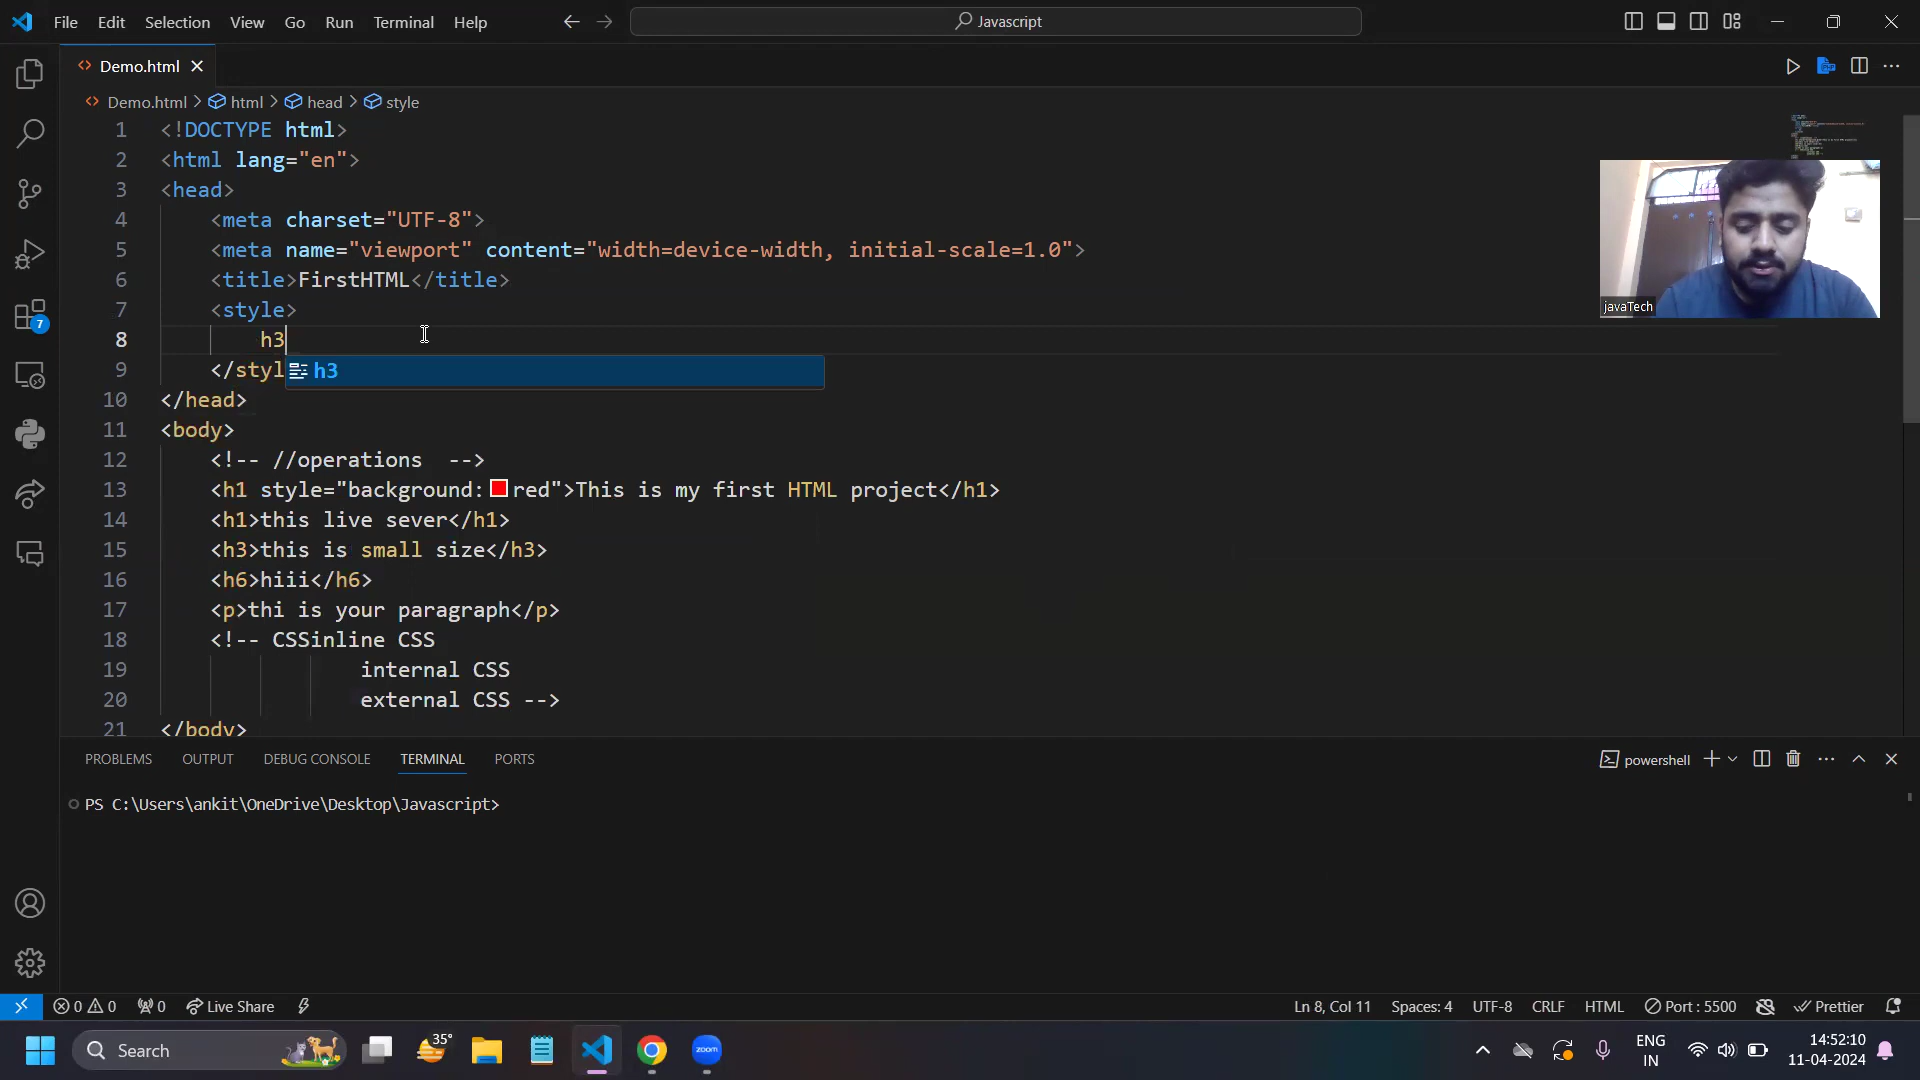 File Edit Selection View Go Run Terminal Help Javascript
Demo.html
Demo.html > html > head > style
1 <!DOCTYPE html>
2 <html lang="en">
3 <head>
4 <meta charset="UTF-8">
5 <meta name="viewport" content="width=device-width, initial-scale=1.0">
6 <title>FirstHTML</title>
7 <style>
8 h3
9 </styl
h3
10 </head>
11 <body>
12 <!-- //operations -->
13 <h1 style="background:red">This is my first HTML project</h1>
14 <h1>this live sever</h1>
15 <h3>this is small size</h3>
16 <h6>hiii</h6>
17 <p>thi is your paragraph</p>
18 <!-- CSSinline CSS
19 internal CSS
20 external CSS -->
21 </body>
javaTech
7
PROBLEMS OUTPUT DEBUG CONSOLE TERMINAL PORTS powershell
PS C:\Users\ankit\OneDrive\Desktop\Javascript>
0 0 0 Live Share Ln 8, Col 11 Spaces: 4 UTF-8 CRLF HTML Port : 5500 Prettier
Search 35° zoom ENG 14:52:10
IN 11-04-2024